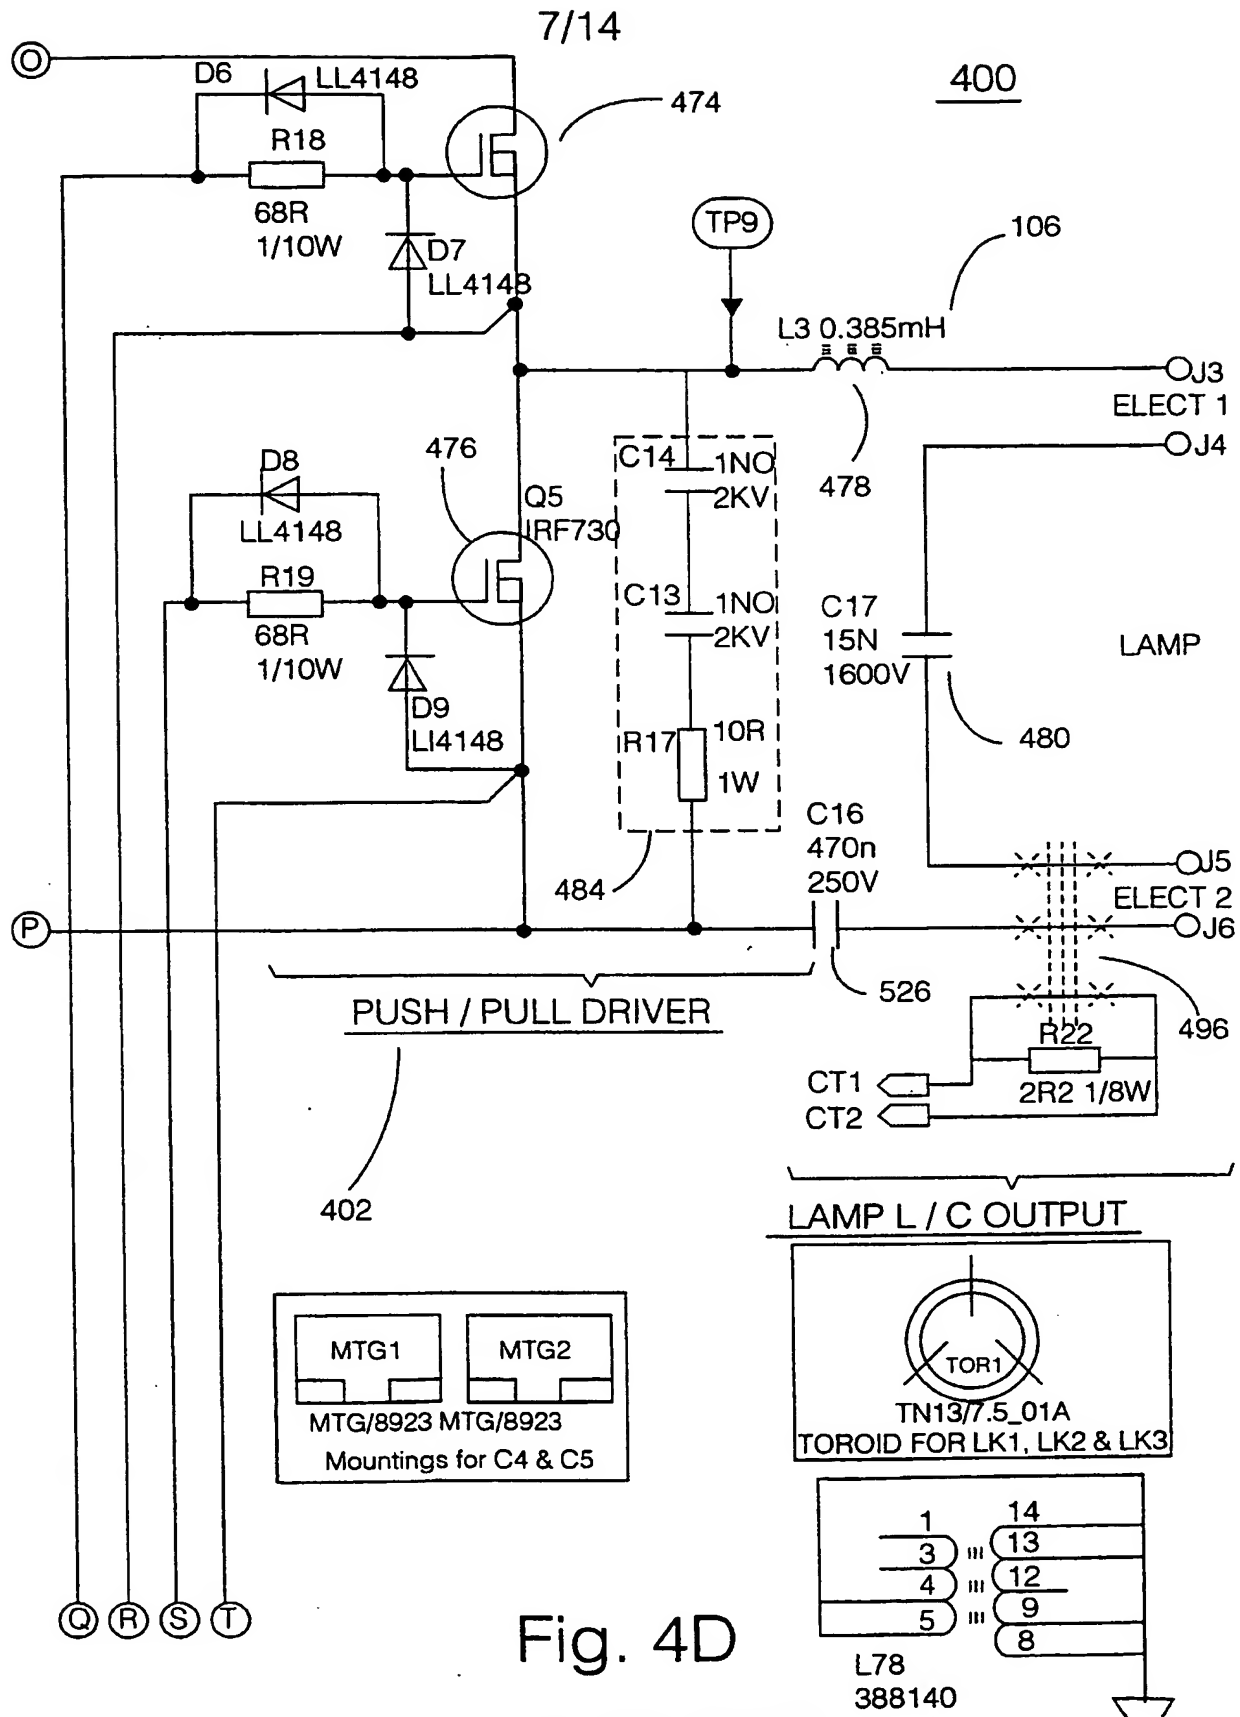 7/14
O
D6
LL4148
400
474
R18
68R
1/10W
TP9
106
D7
LL4148
L3 0.385mH
J3
ELECT 1
J4
D8
476
C14
1NO
2KV
478
LL4148
Q5
IRF730
R19
C13
1NO
2KV
C17
15N
1600V
LAMP
68R
1/10W
D9
LI4148
R17
10R
1W
480
C16
470n
250V
J5
484
ELECT 2
P
J6
526
PUSH / PULL DRIVER
496
R22
CT1
2R2 1/8W
CT2
402
LAMP L / C OUTPUT
MTG1
MTG2
TOR1
MTG/8923 MTG/8923
TN13/7.5_01A
Mountings for C4 & C5
TOROID FOR LK1, LK2 & LK3
1
14
3
13
4
12
5
9
8
Q
R
S
T
Fig. 4D
L78
388140